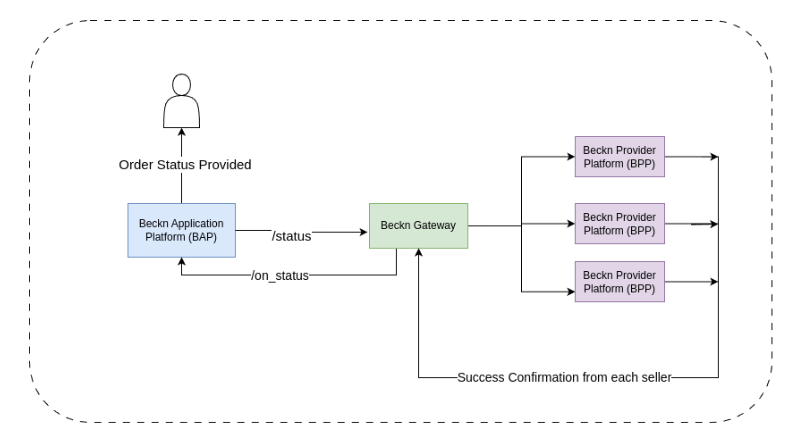 Order Status Provided
Beckn Application
Platform (BAP)
/status
Beckn Gateway
/on_status
Beckn Provider
Platform (BPP)
Beckn Provider
Platform (BPP)
Beckn Provider
Platform (BPP)
Success Confirmation from each seller